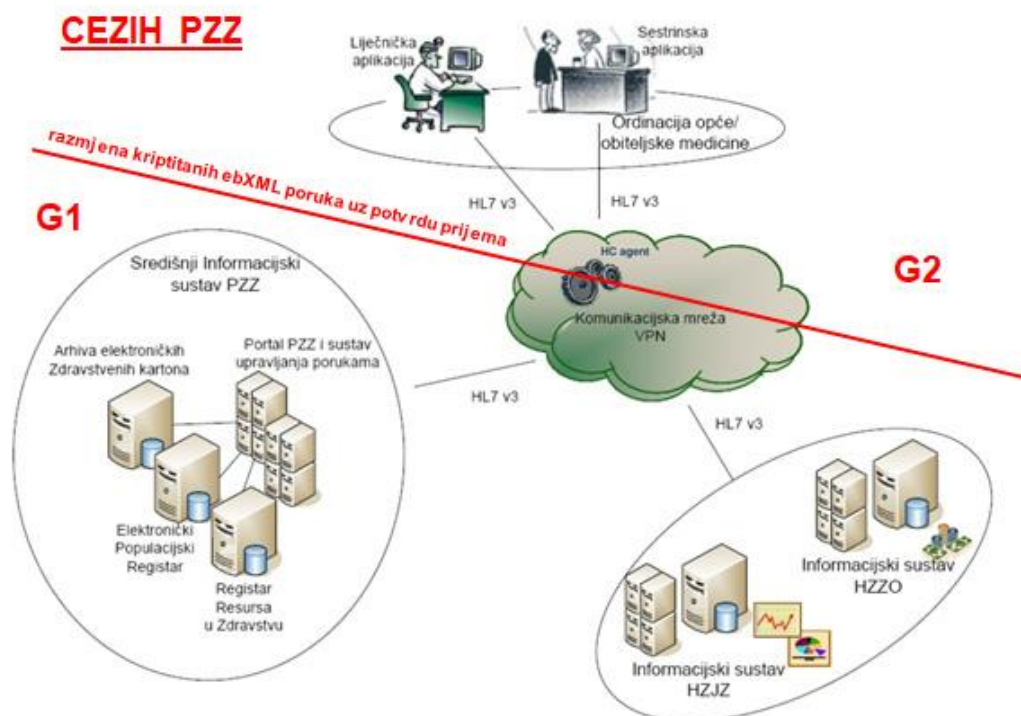 CEZIH PZZ
Liječnička
aplikacija
Sestrinska
aplikacija
Ordinacija opće/
obiteljske medicine
razmjena kriptitanih ebXML poruka uz potvrdu prijema
HL7 v3
HL7 v3
G1
G2
HC agent
Komunikacijska mreža
VPN
Središnji Informacijski
sustav PZZ
Arhiva elektroničkih
Zdravstvenih kartona
Portal PZZ i sustav
upravljanja porukama
HL7 v3
HL7 v3
Elektronički
Populacijski
Registar
Registar
Resursa
u Zdravstvu
Informacijski sustav
HZZO
Informacijski sustav
HZJZ